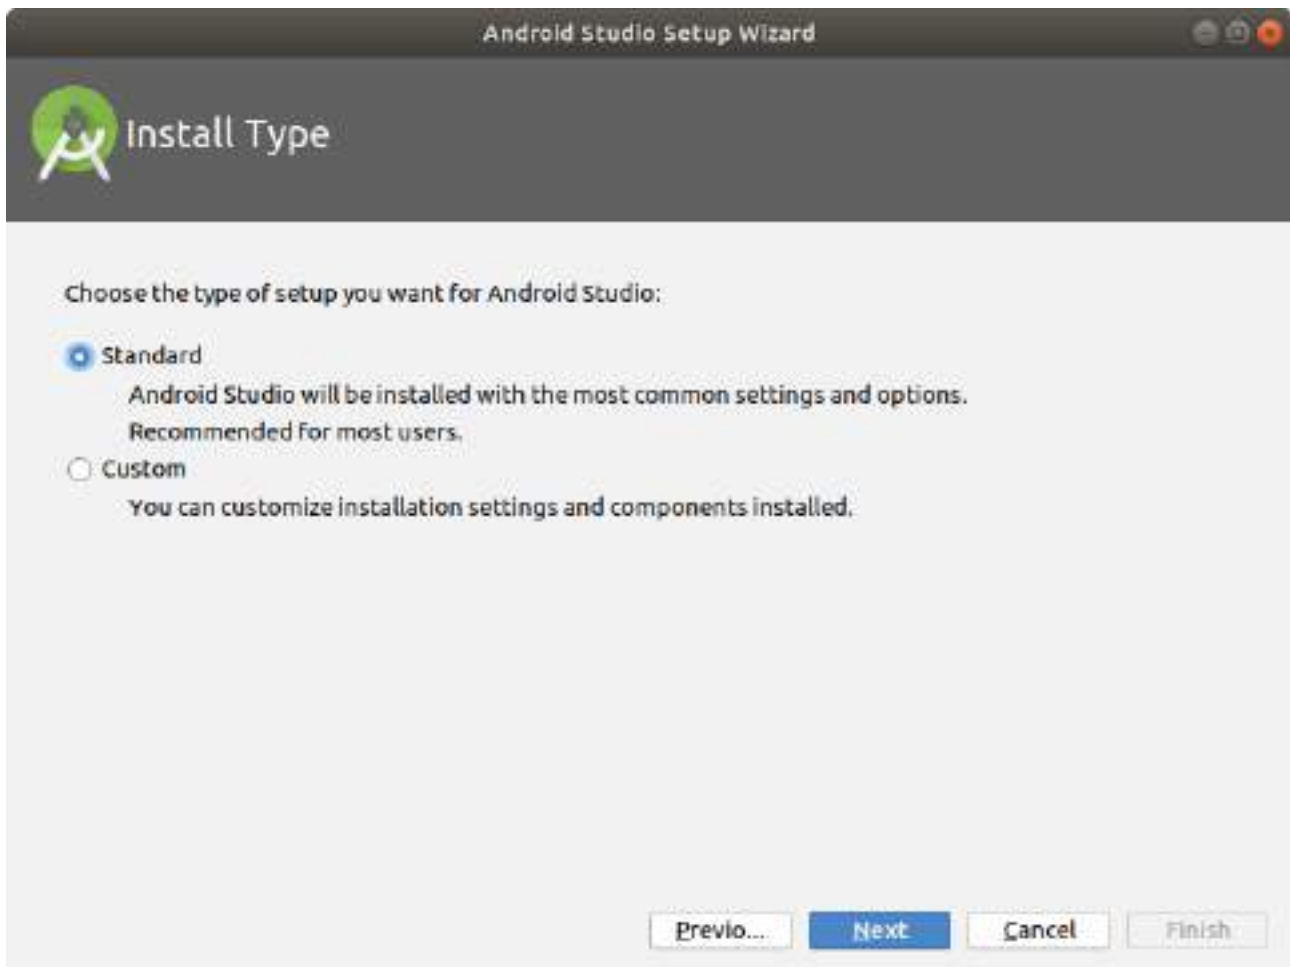 Android Studio Setup Wizard
Install Type
Choose the type of setup you want for Android Studio:
Standard
Android Studio will be installed with the most common settings and options.
Recommended for most users.
Custom
You can customize installation settings and components installed.
Previo... Next Cancel Finish